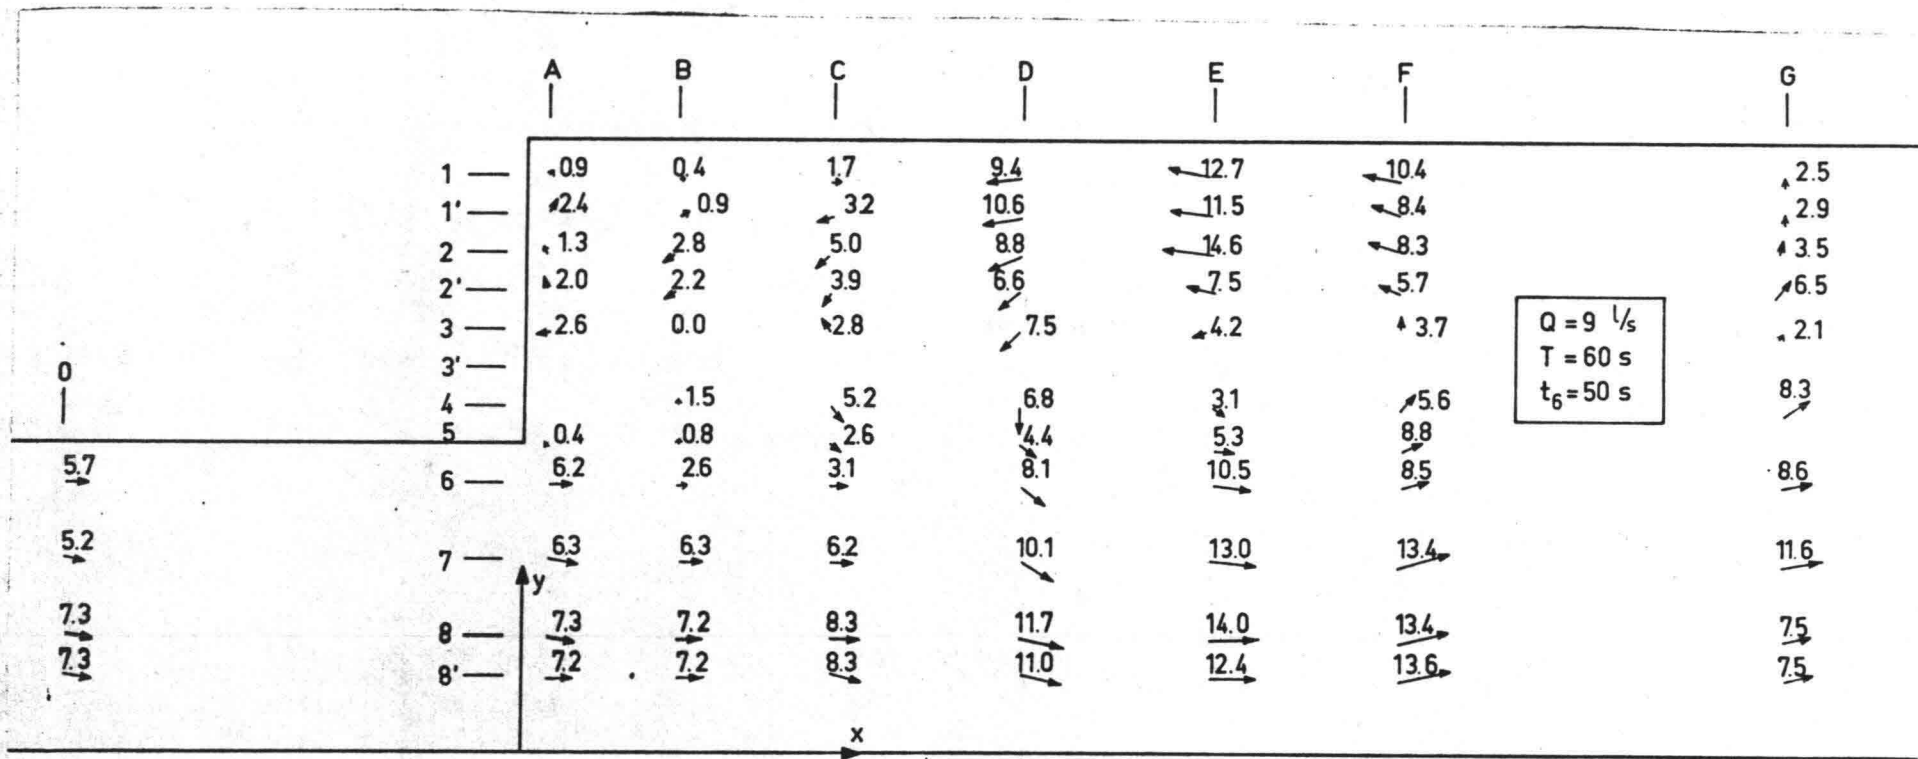 A B C D E F G
1 0.9 0.4 1.7 9.4 12.7 10.4 2.5
1' 2.4 0.9 3.2 10.6 11.5 8.4 2.9
2 1.3 2.8 5.0 8.8 14.6 8.3 3.5
2' 2.0 2.2 3.9 6.6 7.5 5.7 6.5
3 2.6 0.0 2.8 7.5 4.2 3.7 2.1
Q = 9 l/s
T = 60 s
t6 = 50 s
3'
0
4 1.5 5.2 6.8 3.1 5.6 8.3
5 0.4 0.8 2.6 4.4 5.3 8.8
5.7 6 6.2 2.6 3.1 8.1 10.5 8.5 8.6
5.2 7 6.3 6.3 6.2 10.1 13.0 13.4 11.6
y
7.3 8 7.3 7.2 8.3 11.7 14.0 13.4 7.5
7.3 8' 7.2 7.2 8.3 11.0 12.4 13.6 7.5
x